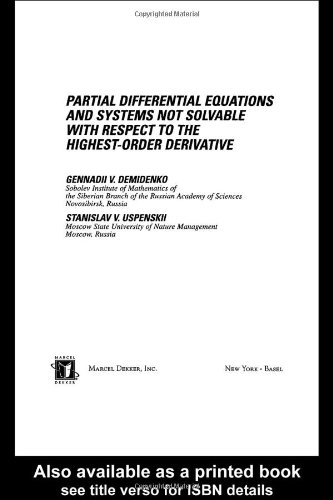 PARTIAL DIFFERENTIAL EQUATIONS
AND SYSTEMS NOT SOLVABLE
WITH RESPECT TO THE
HIGHEST-ORDER DERIVATIVE
GENNADII V. DEMIDENKO
Sobolev Institute of Mathematics of
the Siberian Branch of the Russian Academy of Sciences
Novosibirsk, Russia
STANISLAV V. USPENSKII
Moscow State University of Nature Management
Moscow, Russia
MARCEL
DEKKER
MARCEL DEKKER, INC.
NEW YORK • BASEL
Also available as a printed book
see title verso for ISBN details